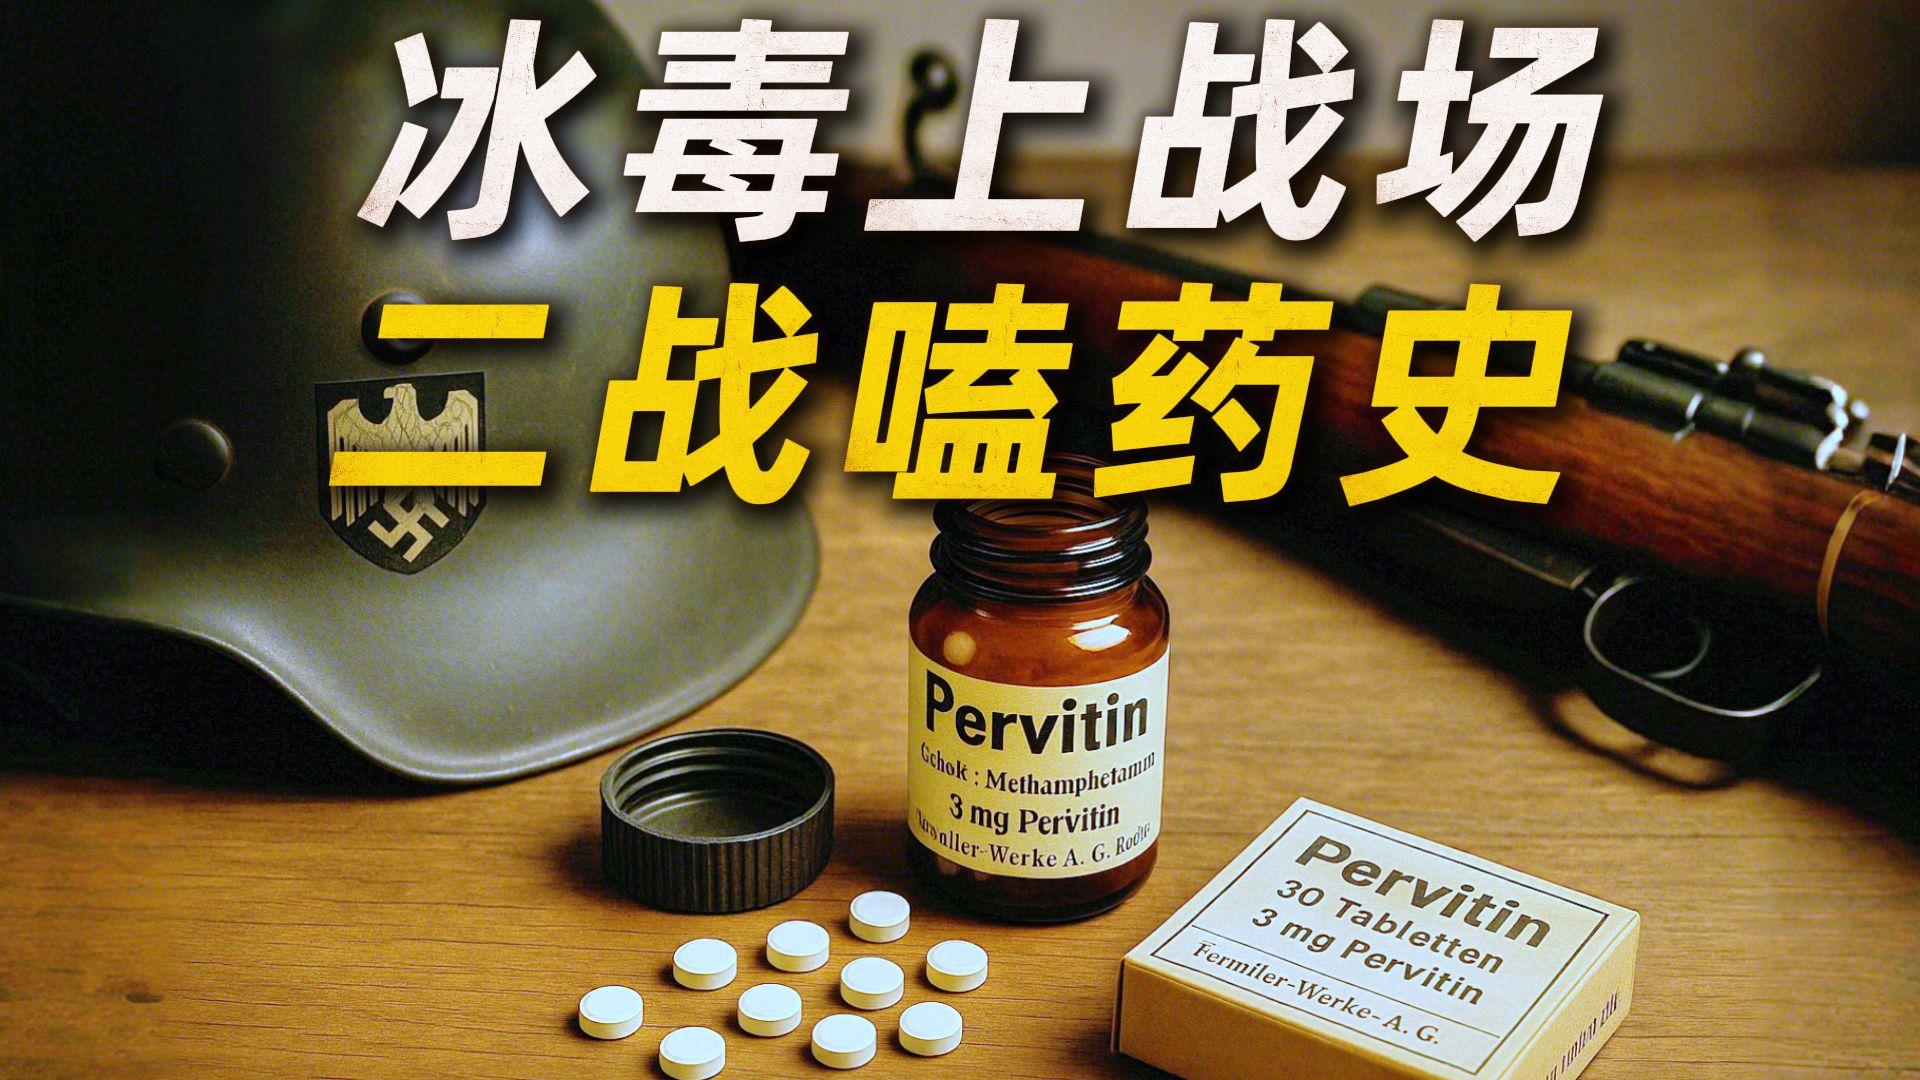 冰毒上战场
二战嗑药史
Pervitin
Gchok : Methamphetamm
3 mg Pervitin
Werke A. G.
Pervitin
30 Tabletten
3 mg Pervitin
Fermiler-Werke- A. G.